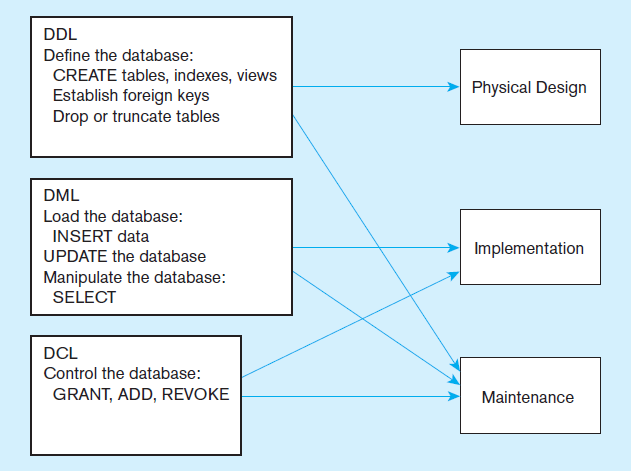 DDL
Define the database:
CREATE tables, indexes, views
Establish foreign keys
Drop or truncate tables
Physical Design
DML
Load the database:
INSERT data
UPDATE the database
Manipulate the database:
SELECT
Implementation
DCL
Control the database:
GRANT, ADD, REVOKE
Maintenance